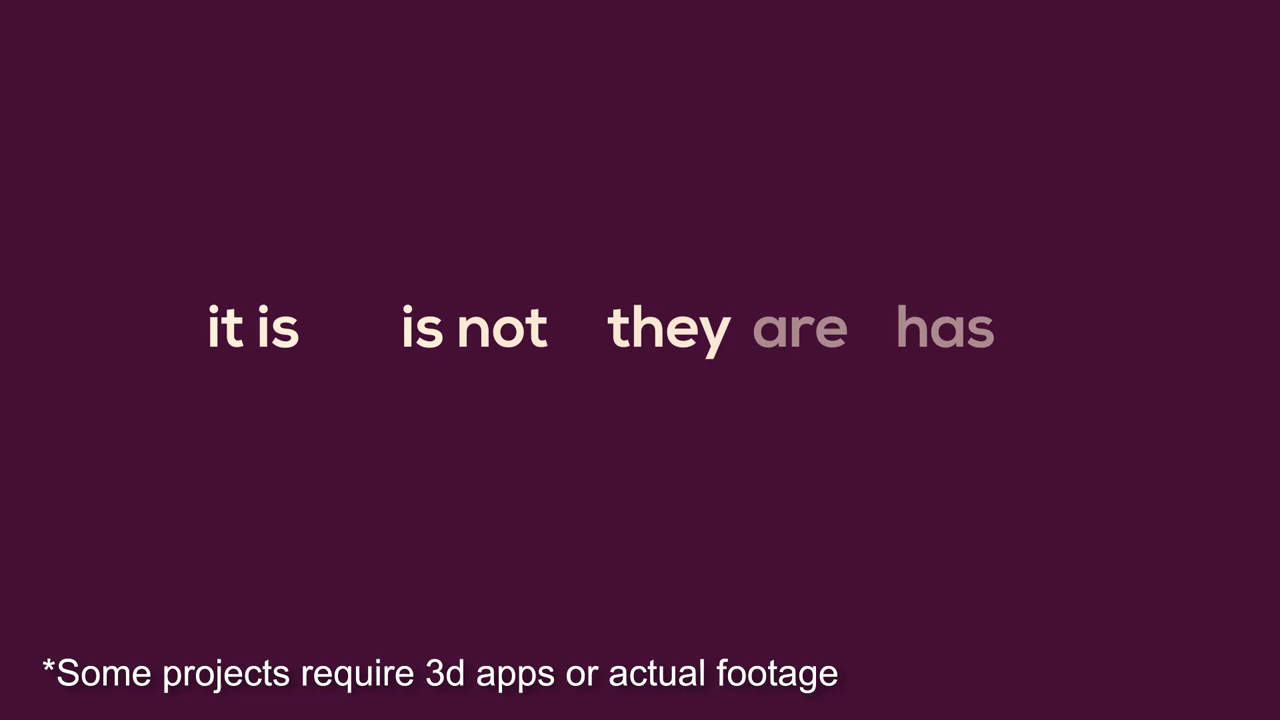 it is is not they are has
*Some projects require 3d apps or actual footage